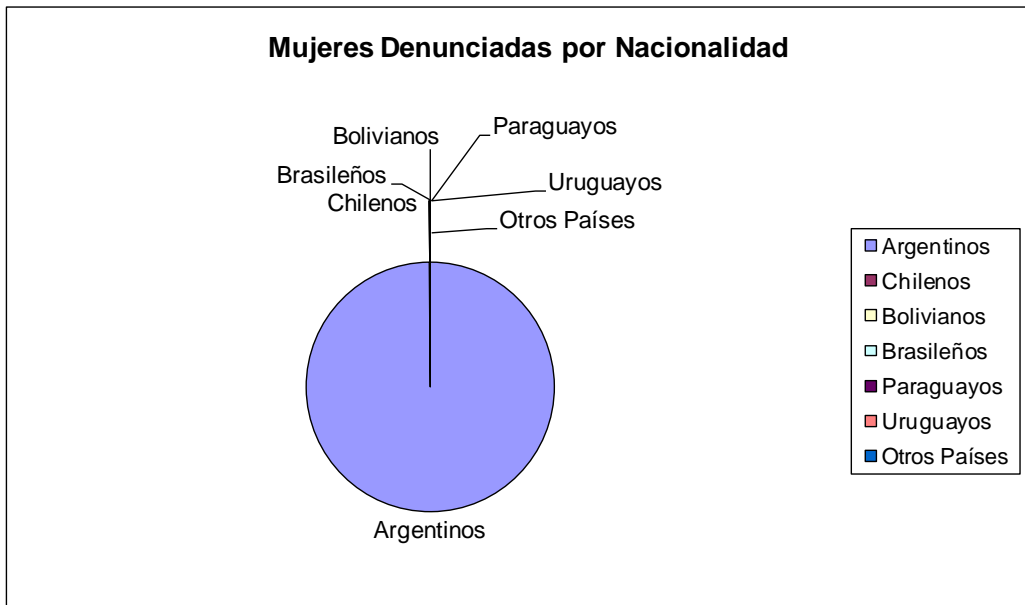 Mujeres Denunciadas por Nacionalidad
Bolivianos
Paraguayos
Brasileños
Uruguayos
Chilenos
Otros Países
Argentinos
Argentinos
Chilenos
Bolivianos
Brasileños
Paraguayos
Uruguayos
Otros Países